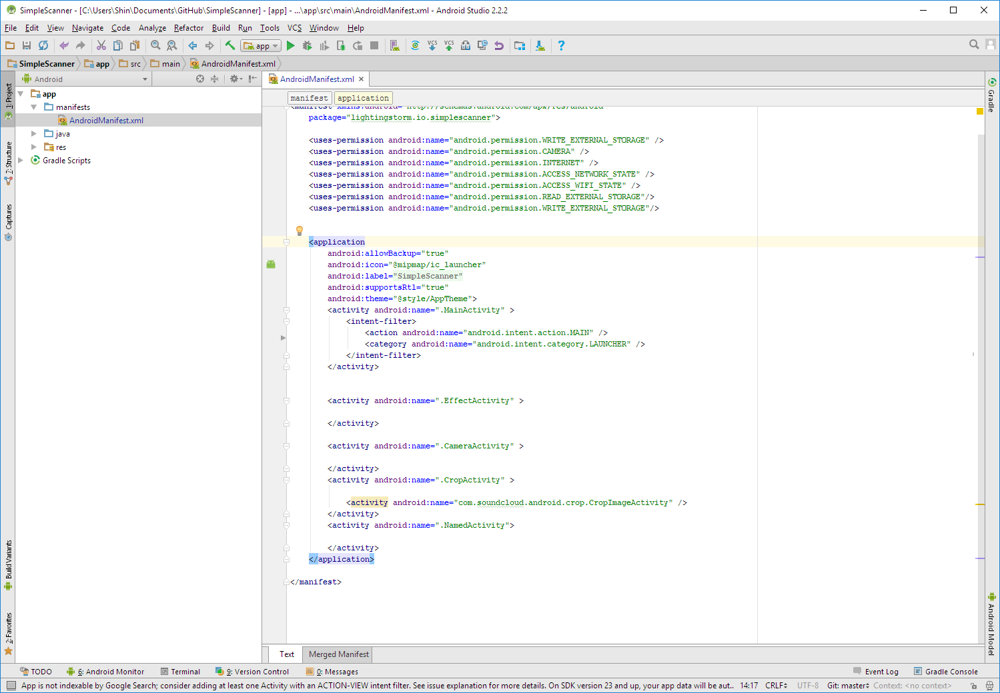 SimpleScanner - [C:\Users\Shin\Documents\GitHub\SimpleScanner] - [app] - ...\app\src\main\AndroidManifest.xml - Android Studio 2.2.2
File Edit View Navigate Code Analyze Refactor Build Run Tools VCS Window Help
app VCS VCS ?
SimpleScanner app src main AndroidManifest.xml
Android
AndroidManifest.xml
1: Project
7: Structure
Captures
Build Variants
2: Favorites
app
manifests
AndroidManifest.xml
java
res
Gradle Scripts
manifest application
<manifest xmlns:android="http://schemas.android.com/apk/res/android"
package="lightingstorm.io.simplescanner">
<uses-permission android:name="android.permission.WRITE_EXTERNAL_STORAGE" />
<uses-permission android:name="android.permission.CAMERA" />
<uses-permission android:name="android.permission.INTERNET" />
<uses-permission android:name="android.permission.ACCESS_NETWORK_STATE" />
<uses-permission android:name="android.permission.ACCESS_WIFI_STATE" />
<uses-permission android:name="android.permission.READ_EXTERNAL_STORAGE"/>
<uses-permission android:name="android.permission.WRITE_EXTERNAL_STORAGE"/>
<application
android:allowBackup="true"
android:icon="@mipmap/ic_launcher"
android:label="SimpleScanner"
android:supportsRtl="true"
android:theme="@style/AppTheme">
<activity android:name=".MainActivity" >
<intent-filter>
<action android:name="android.intent.action.MAIN" />
<category android:name="android.intent.category.LAUNCHER" />
</intent-filter>
</activity>
<activity android:name=".EffectActivity" >
</activity>
<activity android:name=".CameraActivity" >
</activity>
<activity android:name=".CropActivity" >
<activity android:name="com.soundcloud.android.crop.CropImageActivity" />
</activity>
<activity android:name=".NamedActivity">
</activity>
</application>
</manifest>
Gradle
Android Model
Text Merged Manifest
TODO 6: Android Monitor Terminal 9: Version Control 0: Messages Event Log Gradle Console
App is not indexable by Google Search; consider adding at least one Activity with an ACTION-VIEW intent filter. See issue explanation for more details. On SDK version 23 and up, your app data will be aut.. 14:17 CRLF UTF-8 Git: master Context: <no context>